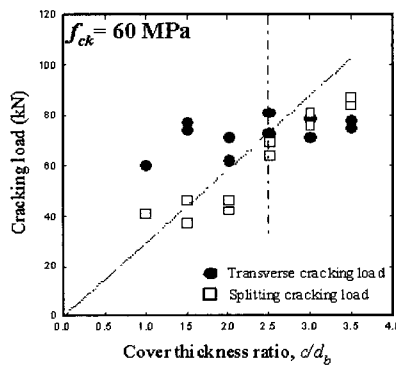 f_ck = 60 MPa
120
100
80
60
40
20
0
Cracking load (kN)
Transverse cracking load
Splitting cracking load
0.0 0.5 1.0 1.5 2.0 2.5 3.0 3.5 4.0
Cover thickness ratio, c/d_b